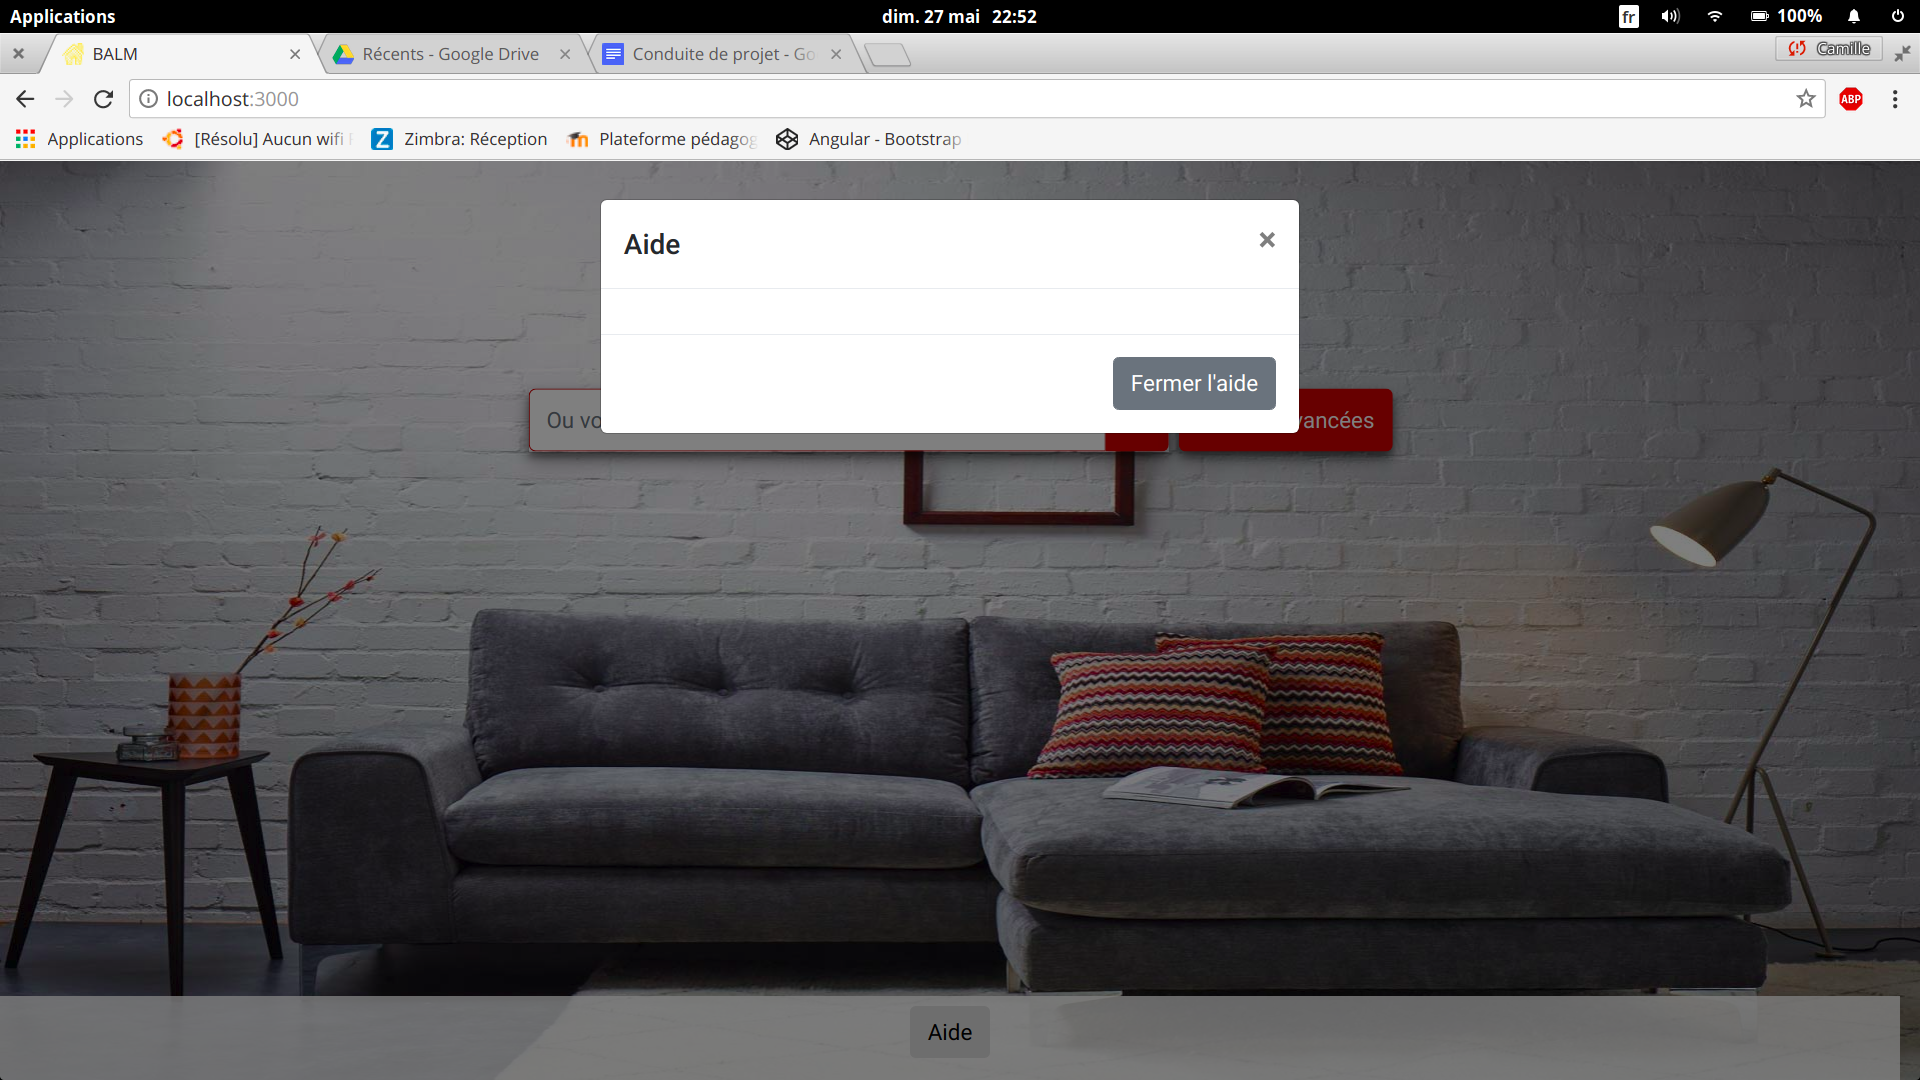 Applications
dim. 27 mai 22:52
fr
100%
BALM
Récents - Google Drive
Conduite de projet - Go
Camille
localhost:3000
ABP
Applications
[Résolu] Aucun wifi
Z
Zimbra: Réception
Plateforme pédagog
Angular - Bootstrap
Aide
×
Fermer l'aide
Ou vo
vancées
Aide